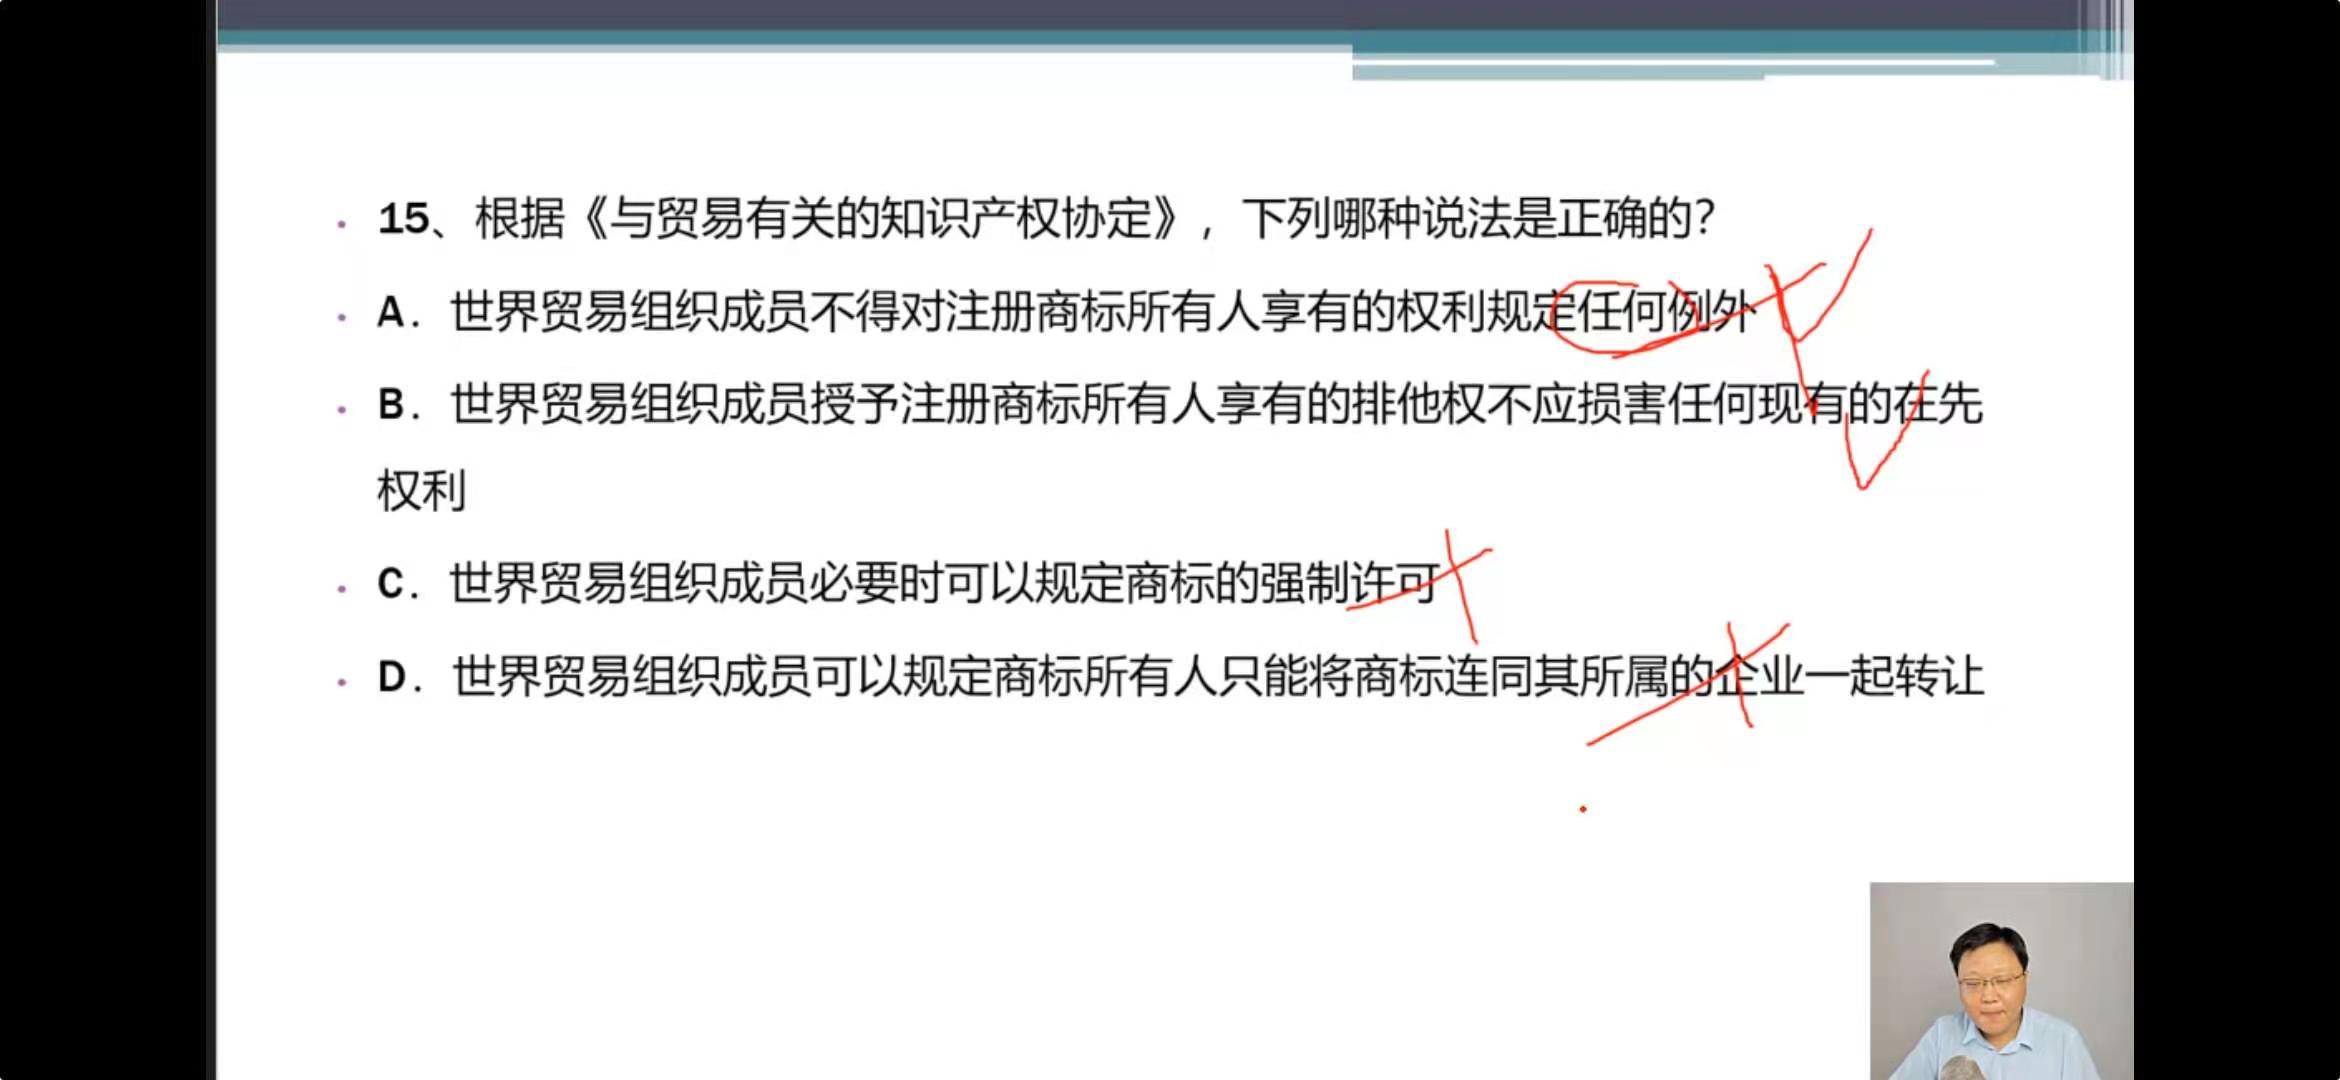 15、根据《与贸易有关的知识产权协定》，下列哪种说法是正确的？
A. 世界贸易组织成员不得对注册商标所有人享有的权利规定任何例外
B. 世界贸易组织成员授予注册商标所有人享有的排他权不应损害任何现有的在先
权利
C. 世界贸易组织成员必要时可以规定商标的强制许可
D. 世界贸易组织成员可以规定商标所有人只能将商标连同其所属的企业一起转让